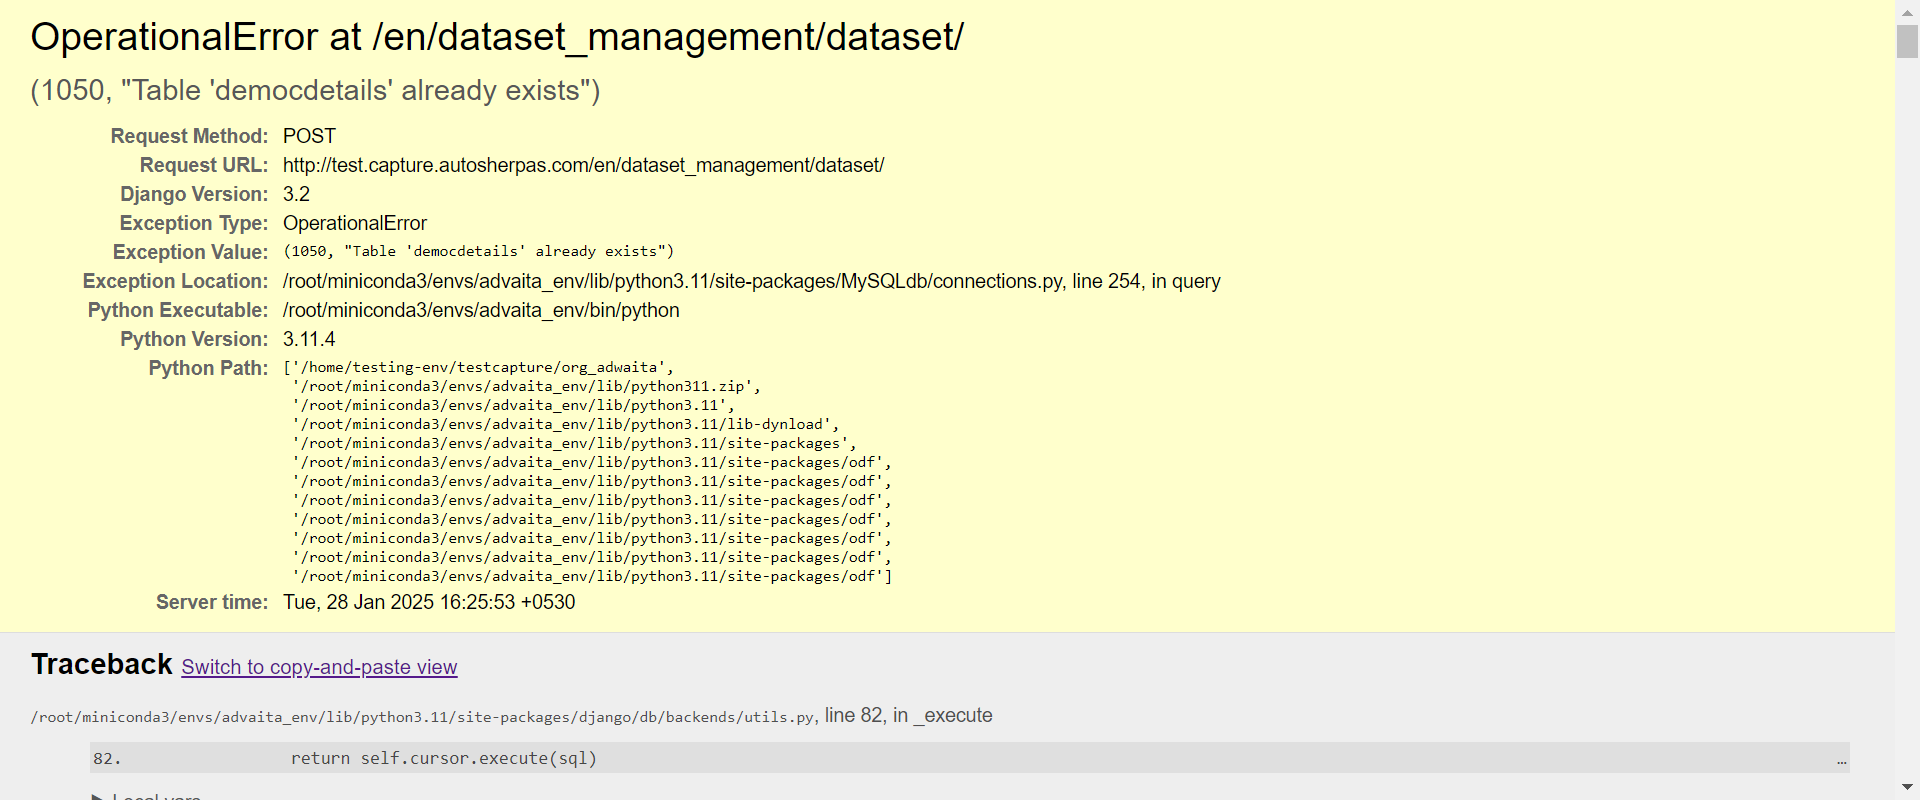 OperationalError at /en/dataset_management/dataset/
(1050, "Table 'democdetails' already exists")
Request Method: POST
Request URL: http://test.capture.autosherpas.com/en/dataset_management/dataset/
Django Version: 3.2
Exception Type: OperationalError
Exception Value: (1050, "Table 'democdetails' already exists")
Exception Location: /root/miniconda3/envs/advaita_env/lib/python3.11/site-packages/MySQLdb/connections.py, line 254, in query
Python Executable: /root/miniconda3/envs/advaita_env/bin/python
Python Version: 3.11.4
Python Path: ['/home/testing-env/testcapture/org_adwaita',
'/root/miniconda3/envs/advaita_env/lib/python311.zip',
'/root/miniconda3/envs/advaita_env/lib/python3.11',
'/root/miniconda3/envs/advaita_env/lib/python3.11/lib-dynload',
'/root/miniconda3/envs/advaita_env/lib/python3.11/site-packages',
'/root/miniconda3/envs/advaita_env/lib/python3.11/site-packages/odf',
'/root/miniconda3/envs/advaita_env/lib/python3.11/site-packages/odf',
'/root/miniconda3/envs/advaita_env/lib/python3.11/site-packages/odf',
'/root/miniconda3/envs/advaita_env/lib/python3.11/site-packages/odf',
'/root/miniconda3/envs/advaita_env/lib/python3.11/site-packages/odf',
'/root/miniconda3/envs/advaita_env/lib/python3.11/site-packages/odf',
'/root/miniconda3/envs/advaita_env/lib/python3.11/site-packages/odf']
Server time: Tue, 28 Jan 2025 16:25:53 +0530
Traceback Switch to copy-and-paste view
/root/miniconda3/envs/advaita_env/lib/python3.11/site-packages/django/db/backends/utils.py, line 82, in _execute
82. return self.cursor.execute(sql) …
▶ Local vars